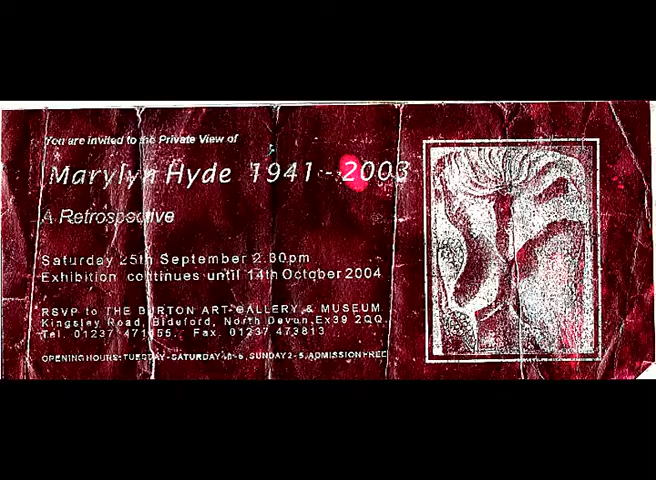 You are invited to the Private View of
Marylyn Hyde 1941 - 2003
A Retrospective
Saturday 25th September 2.30pm
Exhibition continues until 14th October 2004
RSVP to THE BURTON ART GALLERY & MUSEUM
Kingsley Road, Bideford, North Devon, Ex39 2QQ
Tel. 01237 471455. Fax. 01237 473813
OPENING HOURS: TUESDAY - SATURDAY 10 - 5, SUNDAY 2 - 5, ADMISSION FREE